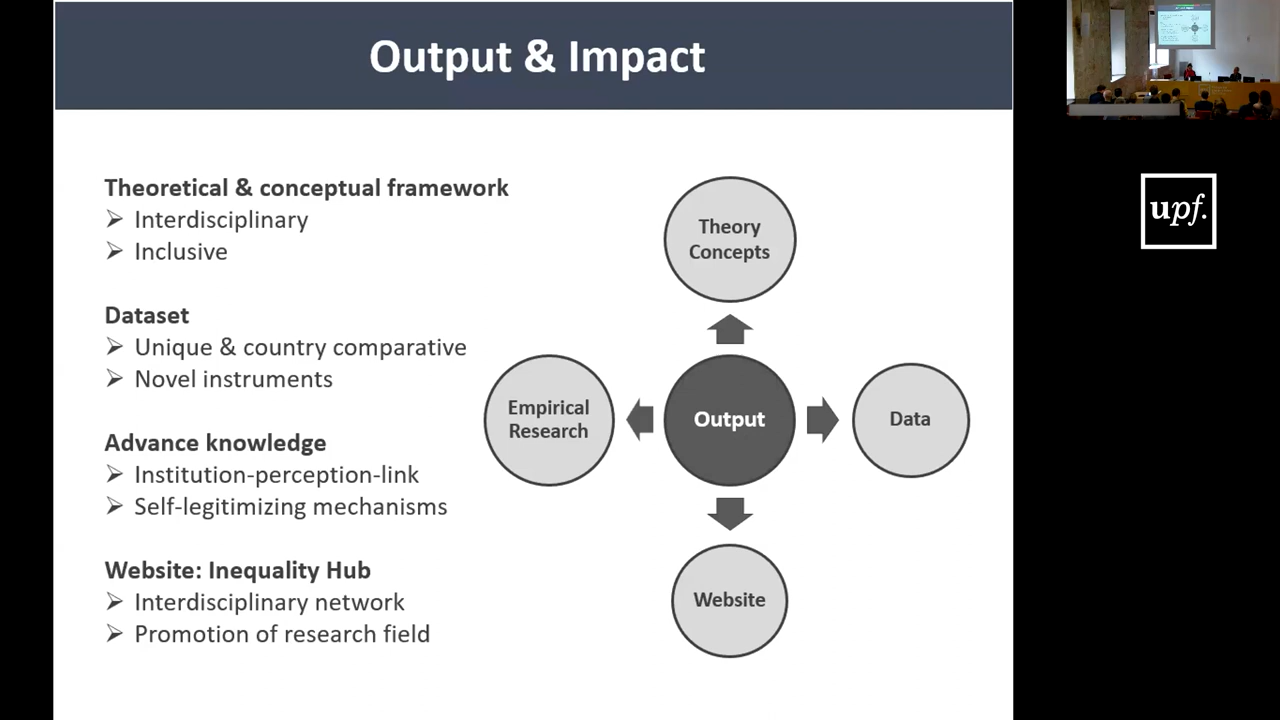 Output & Impact
Theoretical & conceptual framework
Interdisciplinary
Inclusive
Dataset
Unique & country comparative
Novel instruments
Advance knowledge
Institution-perception-link
Self-legitimizing mechanisms
Website: Inequality Hub
Interdisciplinary network
Promotion of research field
Theory
Concepts
Empirical
Research
Output
Data
Website
upf.